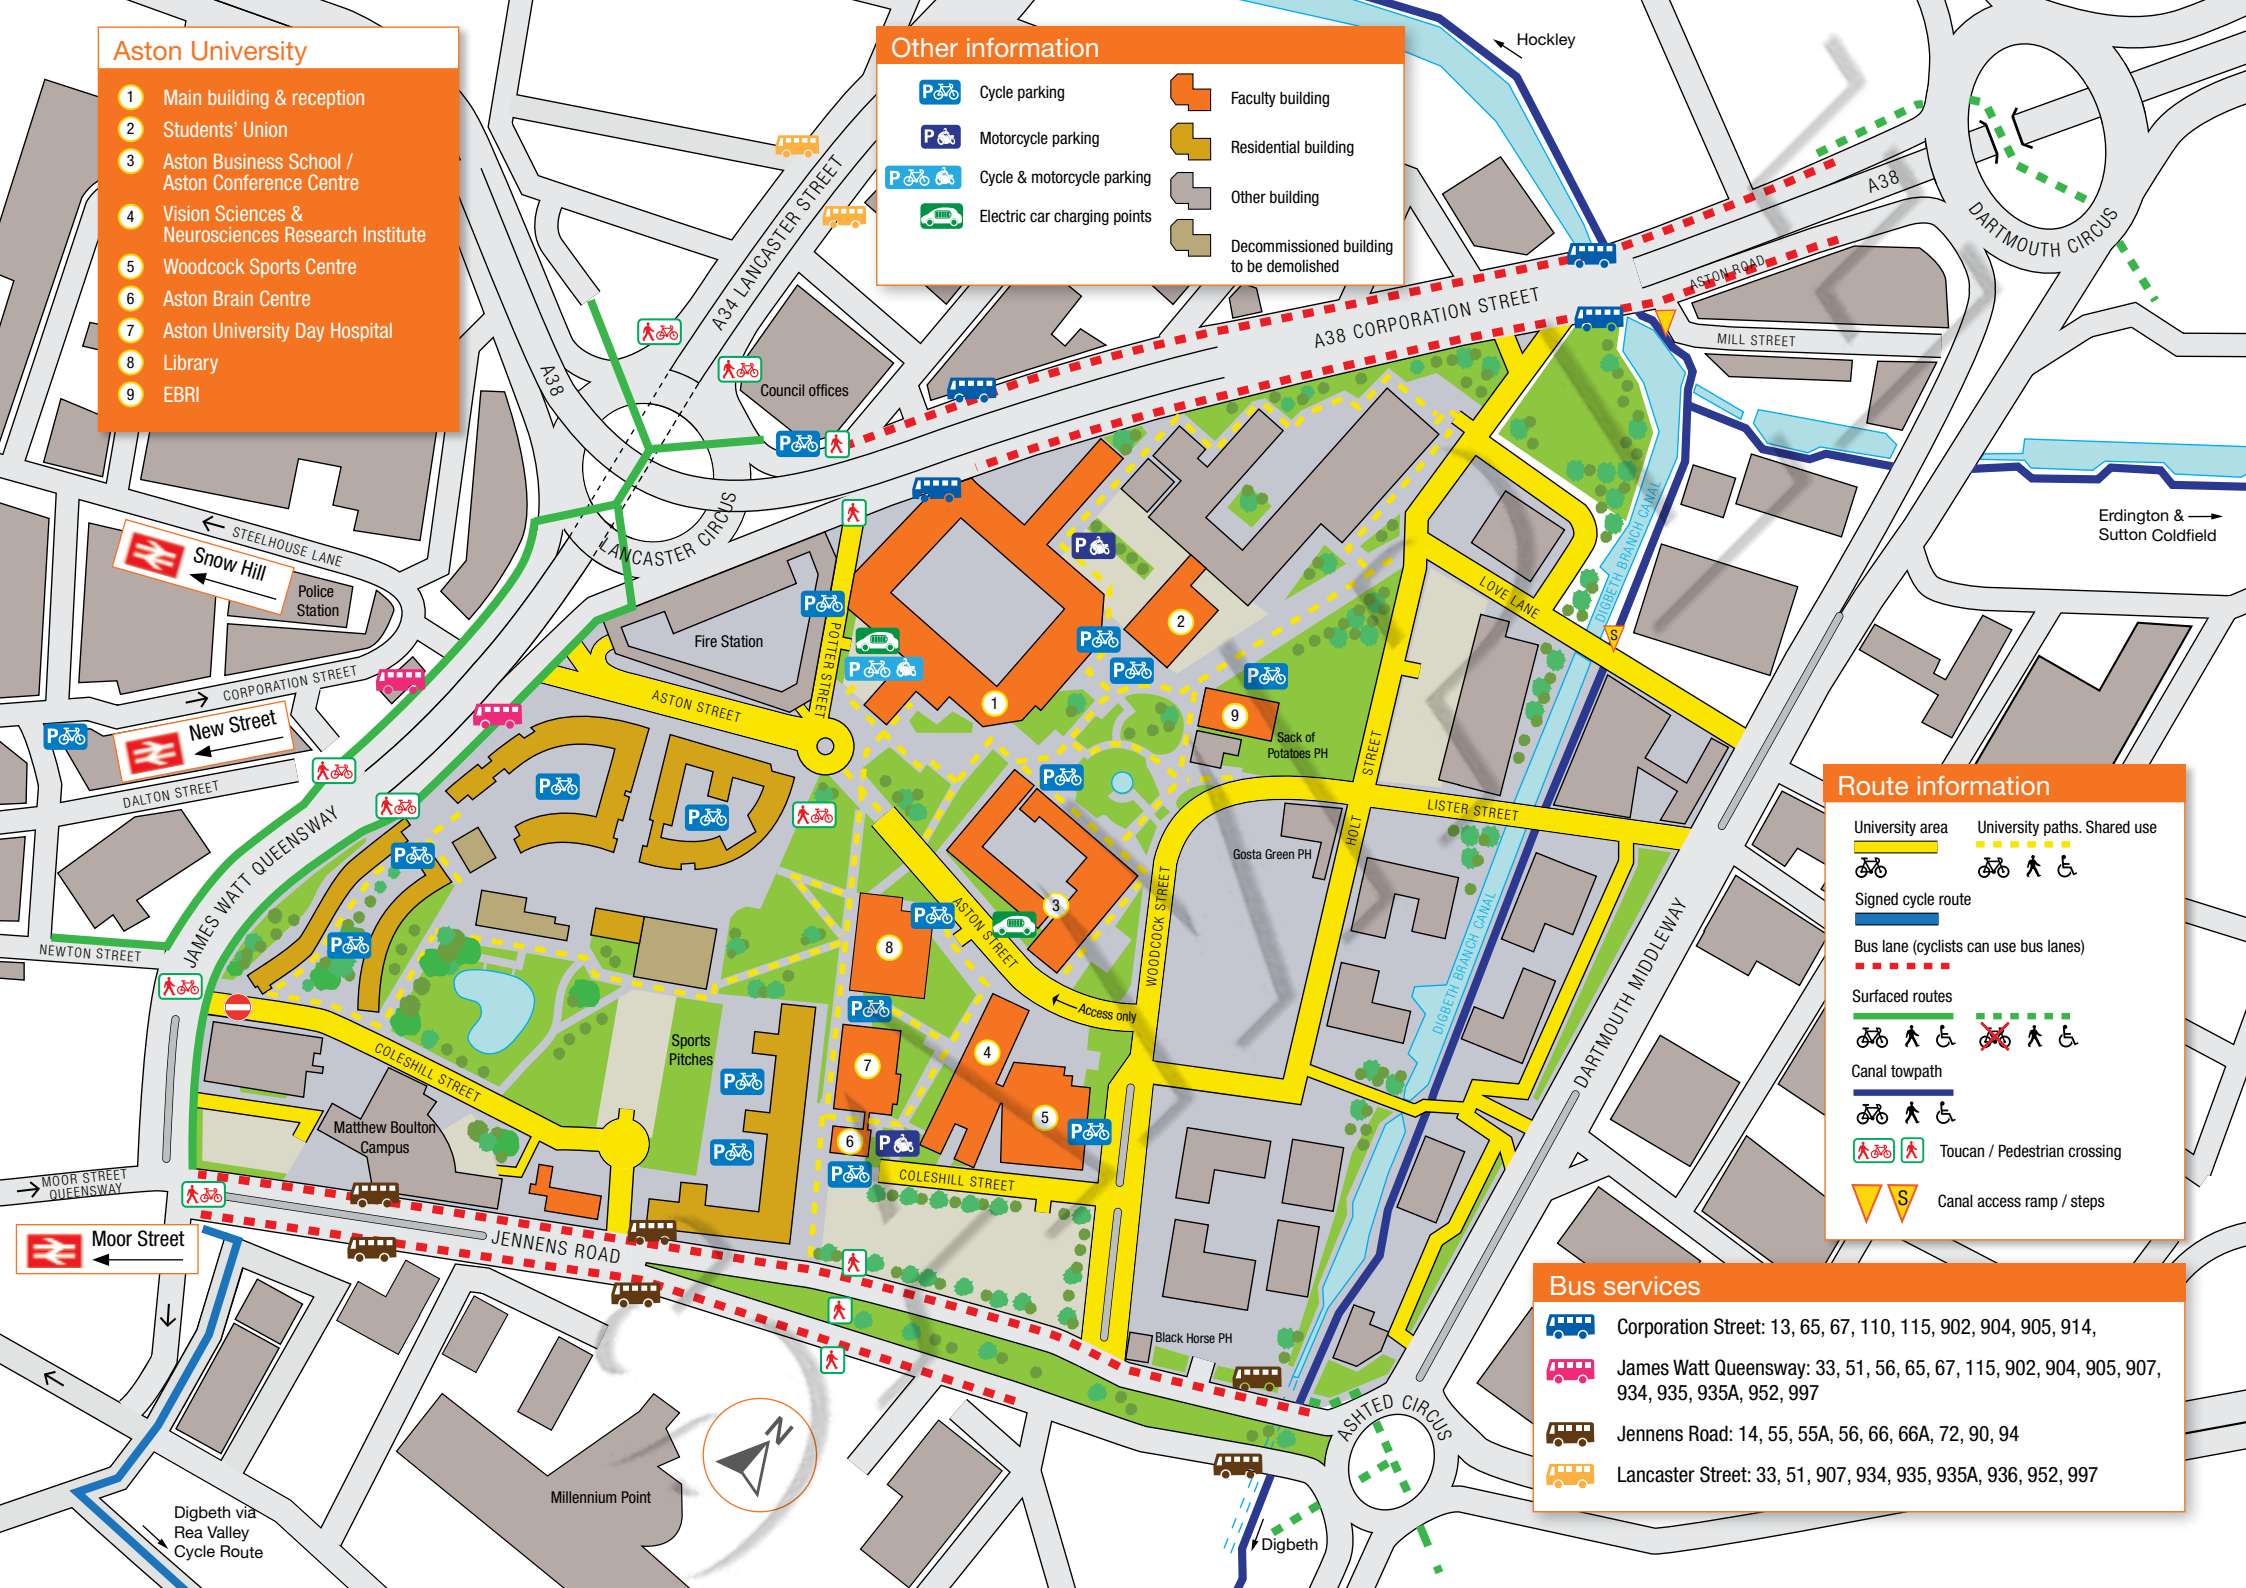 Aston University
1 Main building & reception
2 Students' Union
3 Aston Business School /
Aston Conference Centre
4 Vision Sciences &
Neurosciences Research Institute
5 Woodcock Sports Centre
6 Aston Brain Centre
7 Aston University Day Hospital
8 Library
9 EBRI
Other information
P Cycle parking
P Motorcycle parking
P Cycle & motorcycle parking
Electric car charging points
Faculty building
Residential building
Other building
Decommissioned building
to be demolished
Hockley
A38
DARTMOUTH CIRCUS
ASTON ROAD
MILL STREET
A38 CORPORATION STREET
A34 LANCASTER STREET
A38
Council offices
P
LANCASTER CIRCUS
STEELHOUSE LANE
Snow Hill
Police
Station
CORPORATION STREET
New Street
P
DALTON STREET
Fire Station
POTTER STREET
P
P
P
P
P
P
1
2
9
Sack of
Potatoes PH
ASTON STREET
LOVE LANE
DIGBETH BRANCH CANAL
S
Erdington &
Sutton Coldfield
HOLT
STREET
LISTER STREET
Gosta Green PH
WOODCOCK STREET
P
P
P
P
P
3
8
P
ASTON STREET
Access only
JAMES WATT QUEENSWAY
NEWTON STREET
Sports
Pitches
P
P
P
4
7
5
6
P
P
P
COLESHILL STREET
COLESHILL STREET
Matthew Boulton
Campus
MOOR STREET
QUEENSWAY
Moor Street
JENNENS ROAD
DIGBETH BRANCH CANAL
DARTMOUTH MIDDLEWAY
Black Horse PH
ASHTED CIRCUS
Millennium Point
N
Digbeth via
Rea Valley
Cycle Route
Digbeth
Route information
University area
University paths. Shared use
Signed cycle route
Bus lane (cyclists can use bus lanes)
Surfaced routes
Canal towpath
Toucan / Pedestrian crossing
S Canal access ramp / steps
Bus services
Corporation Street: 13, 65, 67, 110, 115, 902, 904, 905, 914,
James Watt Queensway: 33, 51, 56, 65, 67, 115, 902, 904, 905, 907,
934, 935, 935A, 952, 997
Jennens Road: 14, 55, 55A, 56, 66, 66A, 72, 90, 94
Lancaster Street: 33, 51, 907, 934, 935, 935A, 936, 952, 997